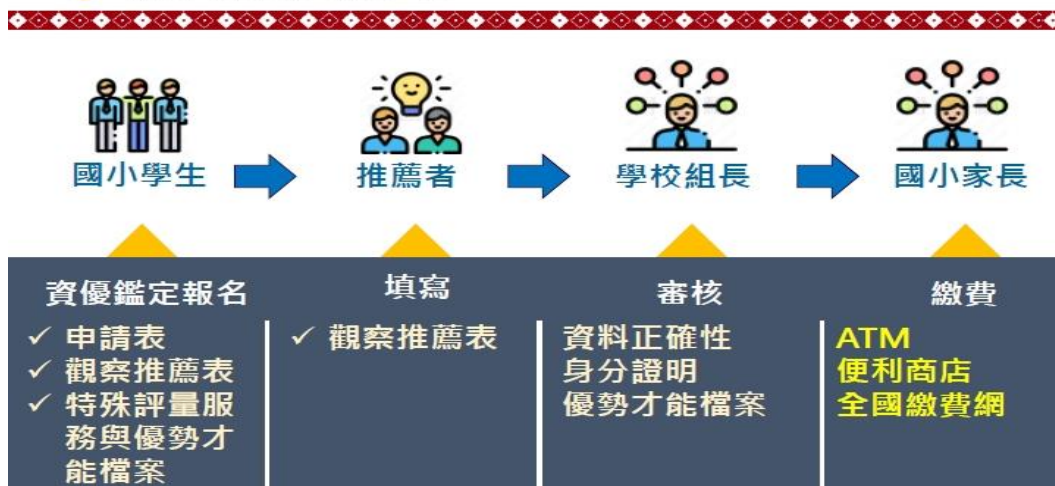 國小學生
推薦者
學校組長
國小家長
資優鑑定報名
✓ 申請表
✓ 觀察推薦表
✓ 特殊評量服
務與優勢才
能檔案
填寫
✓ 觀察推薦表
審核
資料正確性
身分證明
優勢才能檔案
繳費
ATM
便利商店
全國繳費網